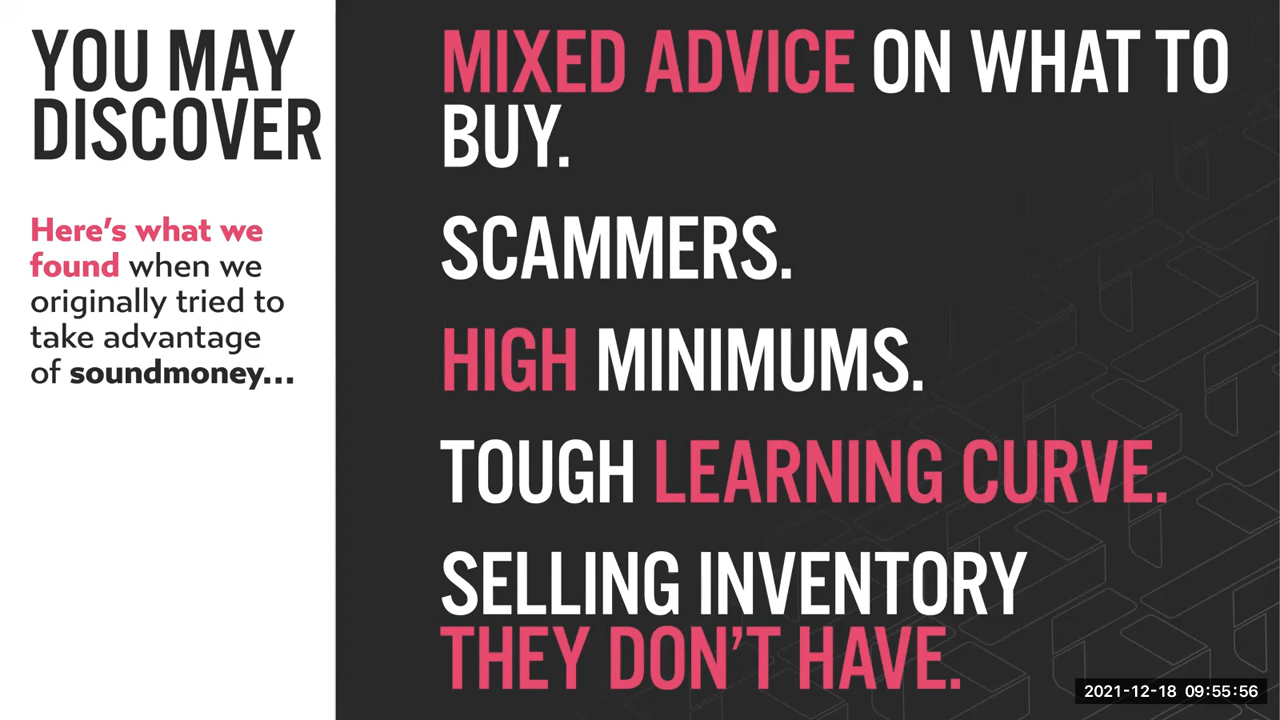 YOU MAY
DISCOVER
Here's what we
found when we
originally tried to
take advantage
of soundmoney...
MIXED ADVICE ON WHAT TO
BUY.
SCAMMERS.
HIGH MINIMUMS.
TOUGH LEARNING CURVE.
SELLING INVENTORY
THEY DON'T HAVE.
2021-12-18 09:55:56